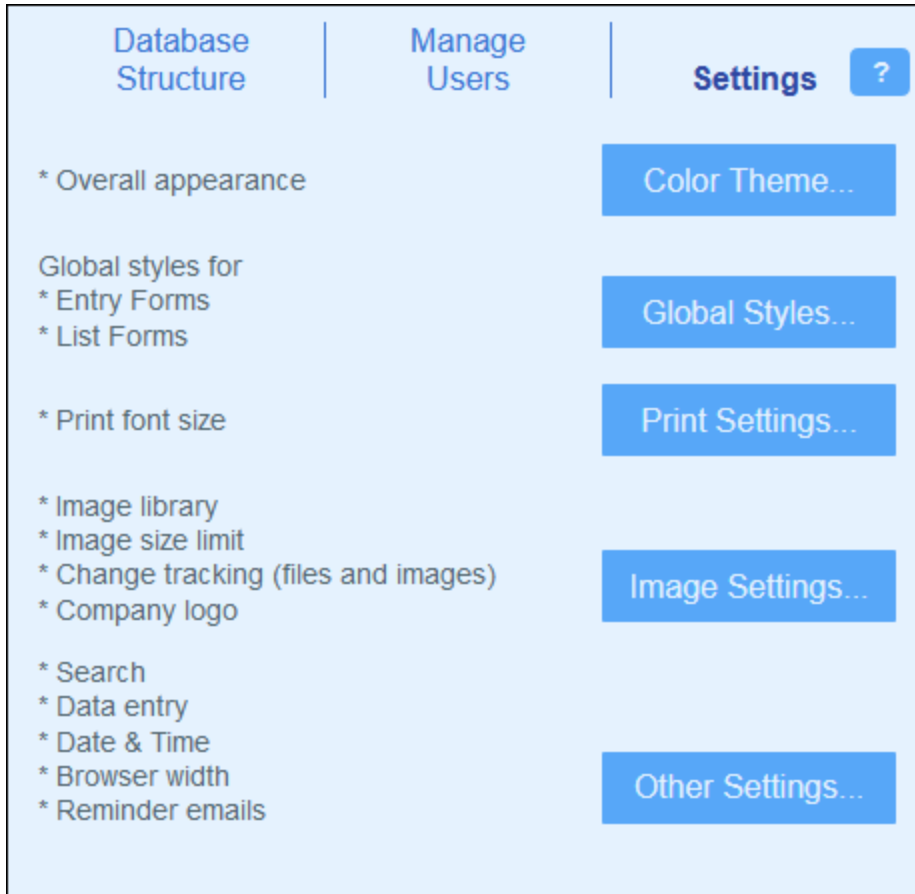 Database
Structure
Manage
Users
Settings
?
* Overall appearance
Color Theme...
Global styles for
* Entry Forms
* List Forms
Global Styles...
* Print font size
Print Settings...
* Image library
* Image size limit
* Change tracking (files and images)
* Company logo
Image Settings...
* Search
* Data entry
* Date & Time
* Browser width
* Reminder emails
Other Settings...